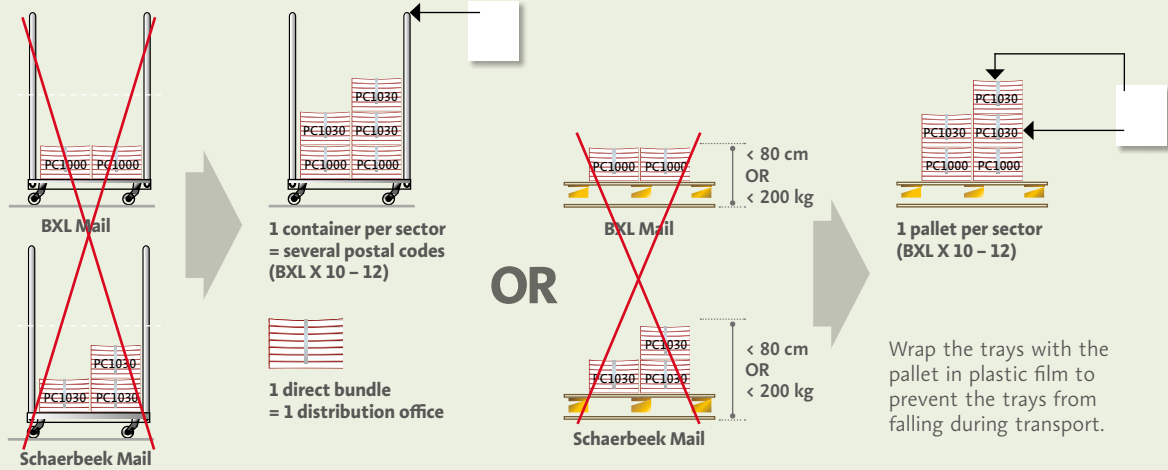 PC1000 PC1000
BXL Mail
PC1030
PC1030 PC1030
Schaerbeek Mail
PC1030
PC1030 PC1030
PC1000 PC1000
1 container per sector
= several postal codes
(BXL X 10 – 12)
1 direct bundle
= 1 distribution office
OR
PC1000 PC1000
< 80 cm
OR
< 200 kg
BXL Mail
PC1030
PC1030 PC1030
< 80 cm
OR
< 200 kg
Schaerbeek Mail
PC1030
PC1030 PC1030
PC1000 PC1000
1 pallet per sector
(BXL X 10 – 12)
Wrap the trays with the
pallet in plastic film to
prevent the trays from
falling during transport.